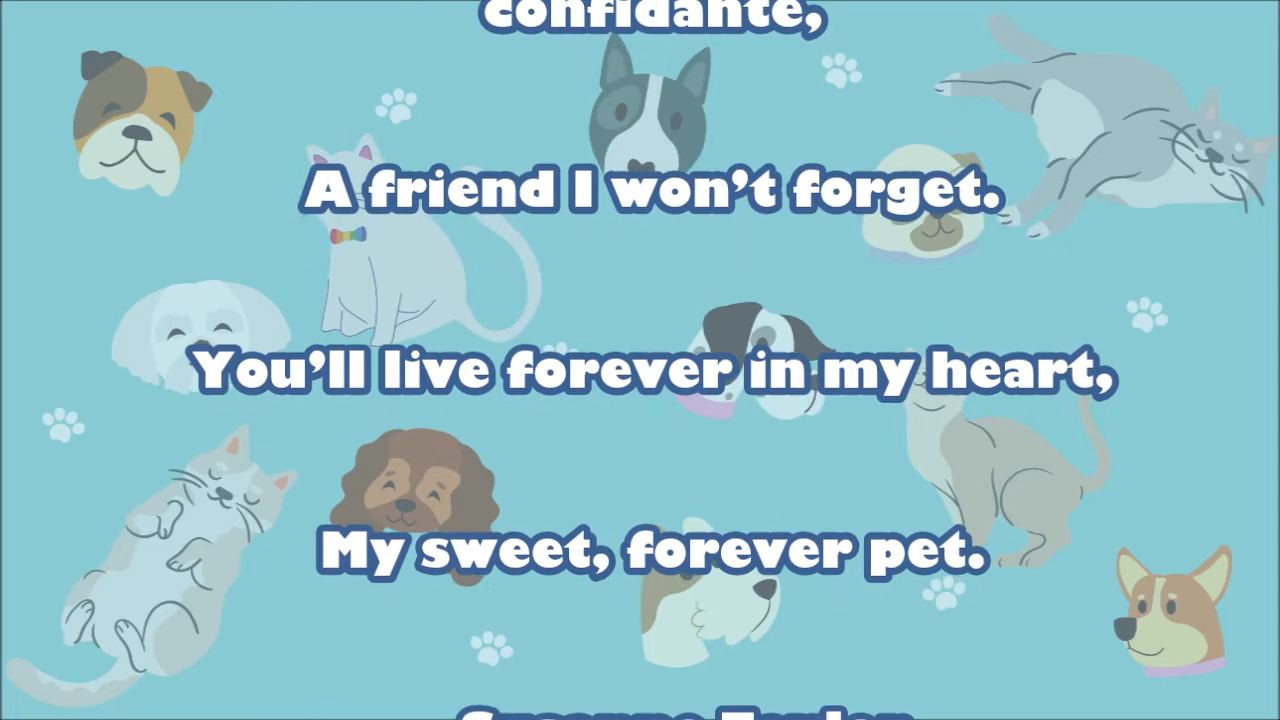 confidante,
A friend I won’t forget.
You’ll live forever in my heart,
My sweet, forever pet.